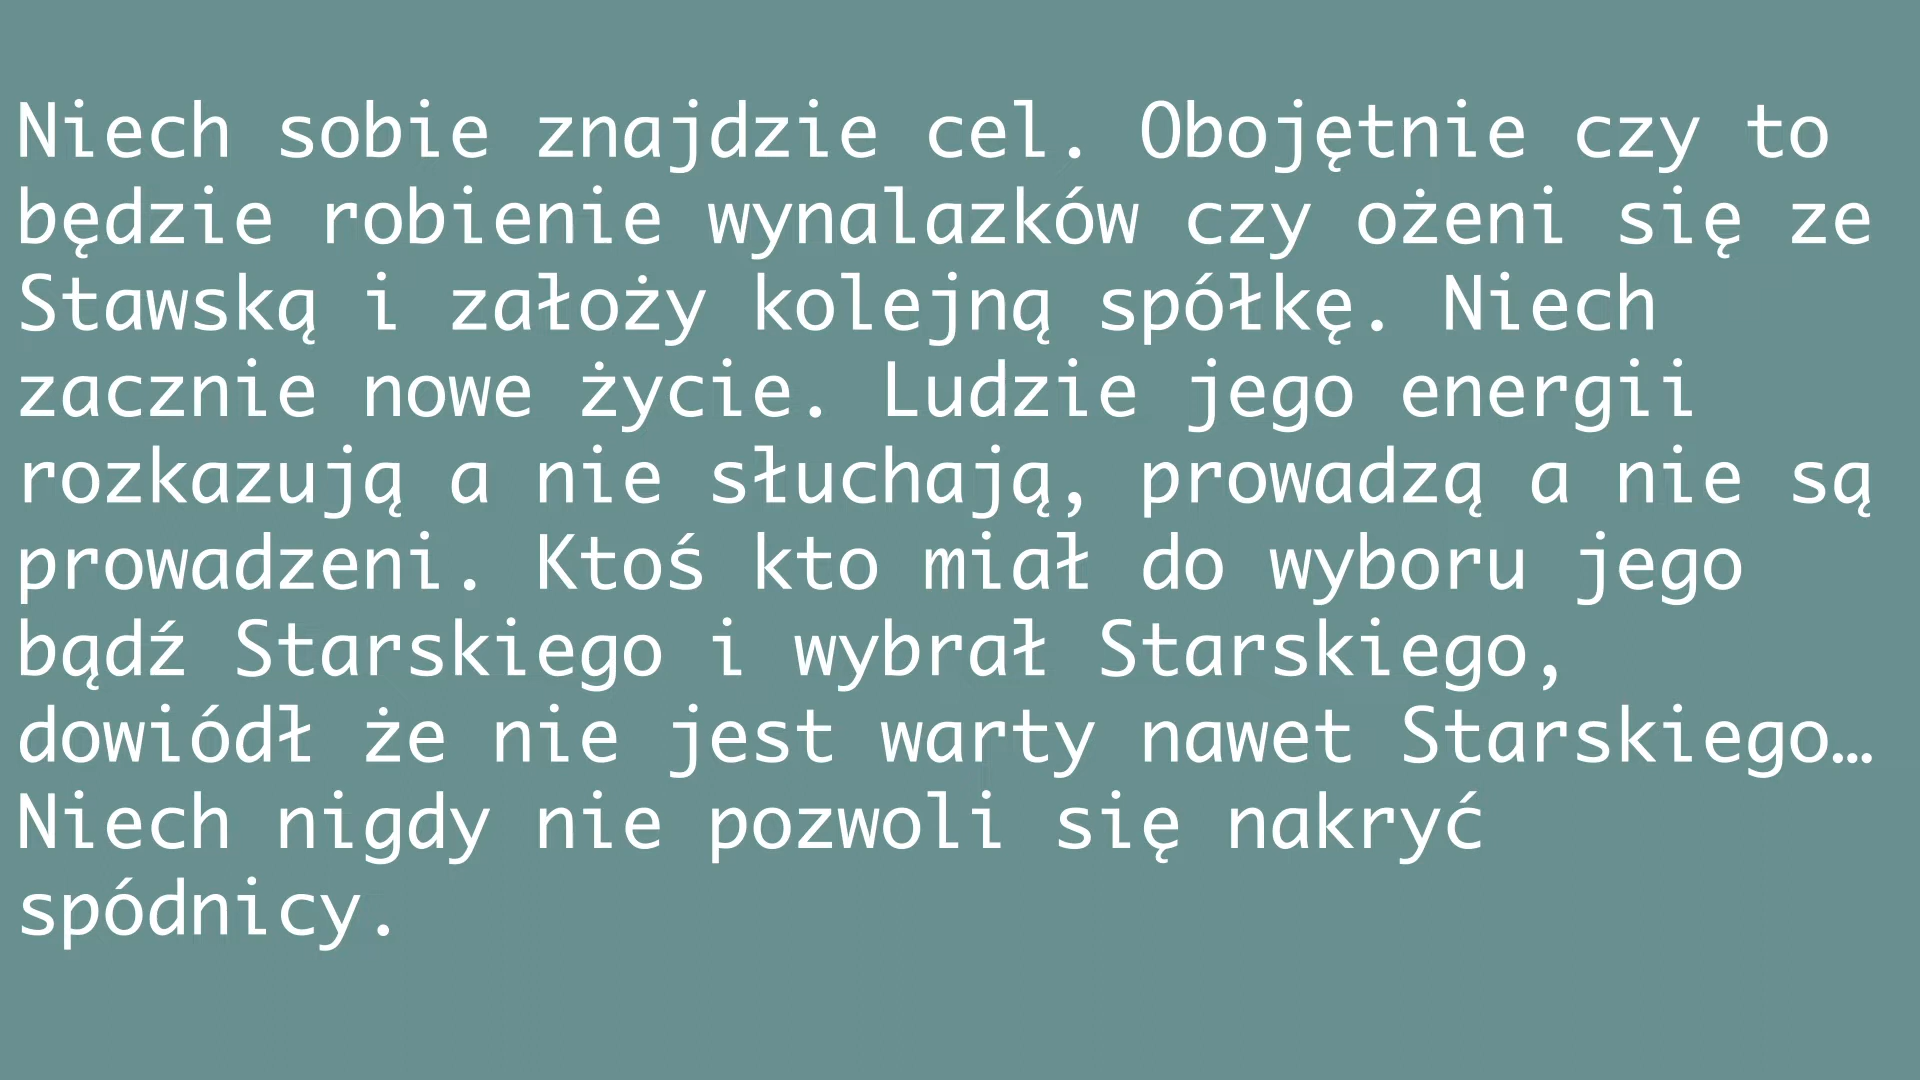 Niech sobie znajdzie cel. Obojętnie czy to
będzie robienie wynalazków czy ożeni się ze
Stawską i założy kolejną spółkę. Niech
zacznie nowe życie. Ludzie jego energii
rozkazują a nie słuchają, prowadzą a nie są
prowadzeni. Ktoś kto miał do wyboru jego
bądź Starskiego i wybrał Starskiego,
dowiódł że nie jest warty nawet Starskiego…
Niech nigdy nie pozwoli się nakryć
spódnicy.